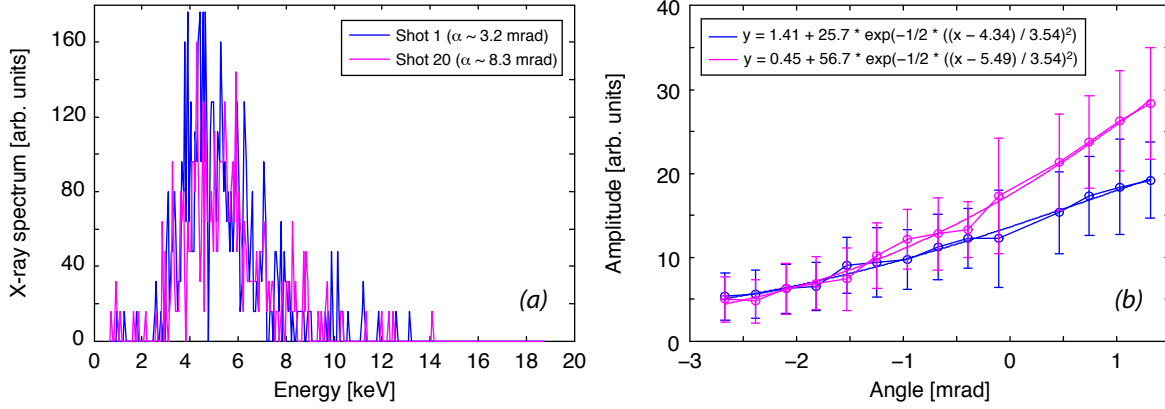 X-ray spectrum [arb. units]
160
120
80
40
0
Shot 1 (α ~ 3.2 mrad)
Shot 20 (α ~ 8.3 mrad)
(a)
0 2 4 6 8 10 12 14 16 18 20
Energy [keV]
Amplitude [arb. units]
40
30
20
10
0
y = 1.41 + 25.7 * exp(−1/2 * ((x − 4.34) / 3.54)²)
y = 0.45 + 56.7 * exp(−1/2 * ((x − 5.49) / 3.54)²)
(b)
−3 −2 −1 0 1
Angle [mrad]